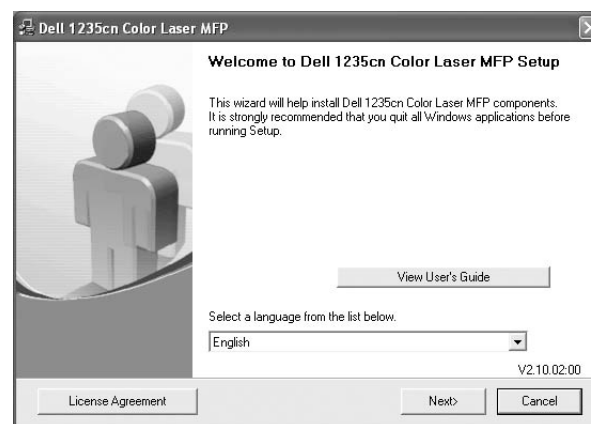 Dell 1235cn Color Laser MFP
Welcome to Dell 1235cn Color Laser MFP Setup
This wizard will help install Dell 1235cn Color Laser MFP components.
It is strongly recommended that you quit all Windows applications before
running Setup.
View User's Guide
Select a language from the list below.
English
V2.10.02:00
License Agreement
Next>
Cancel